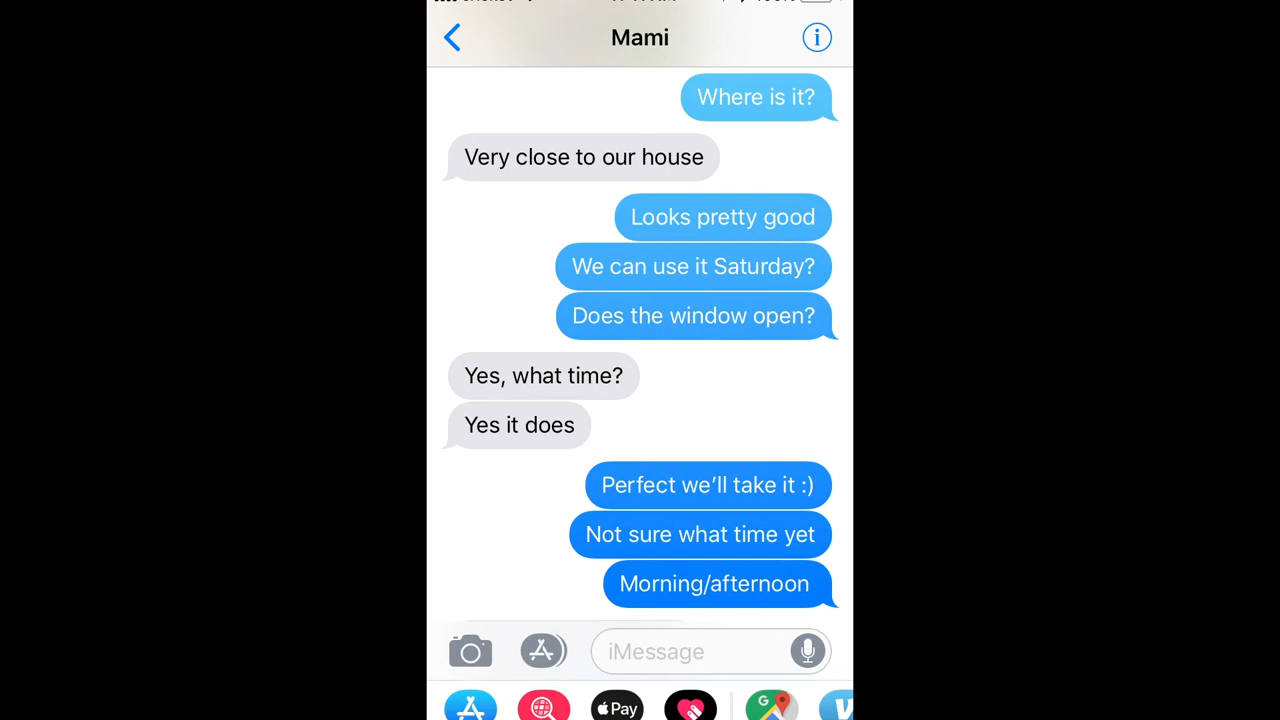 Mami
Where is it?
Very close to our house
Looks pretty good
We can use it Saturday?
Does the window open?
Yes, what time?
Yes it does
Perfect we’ll take it :)
Not sure what time yet
Morning/afternoon
iMessage
Pay
G